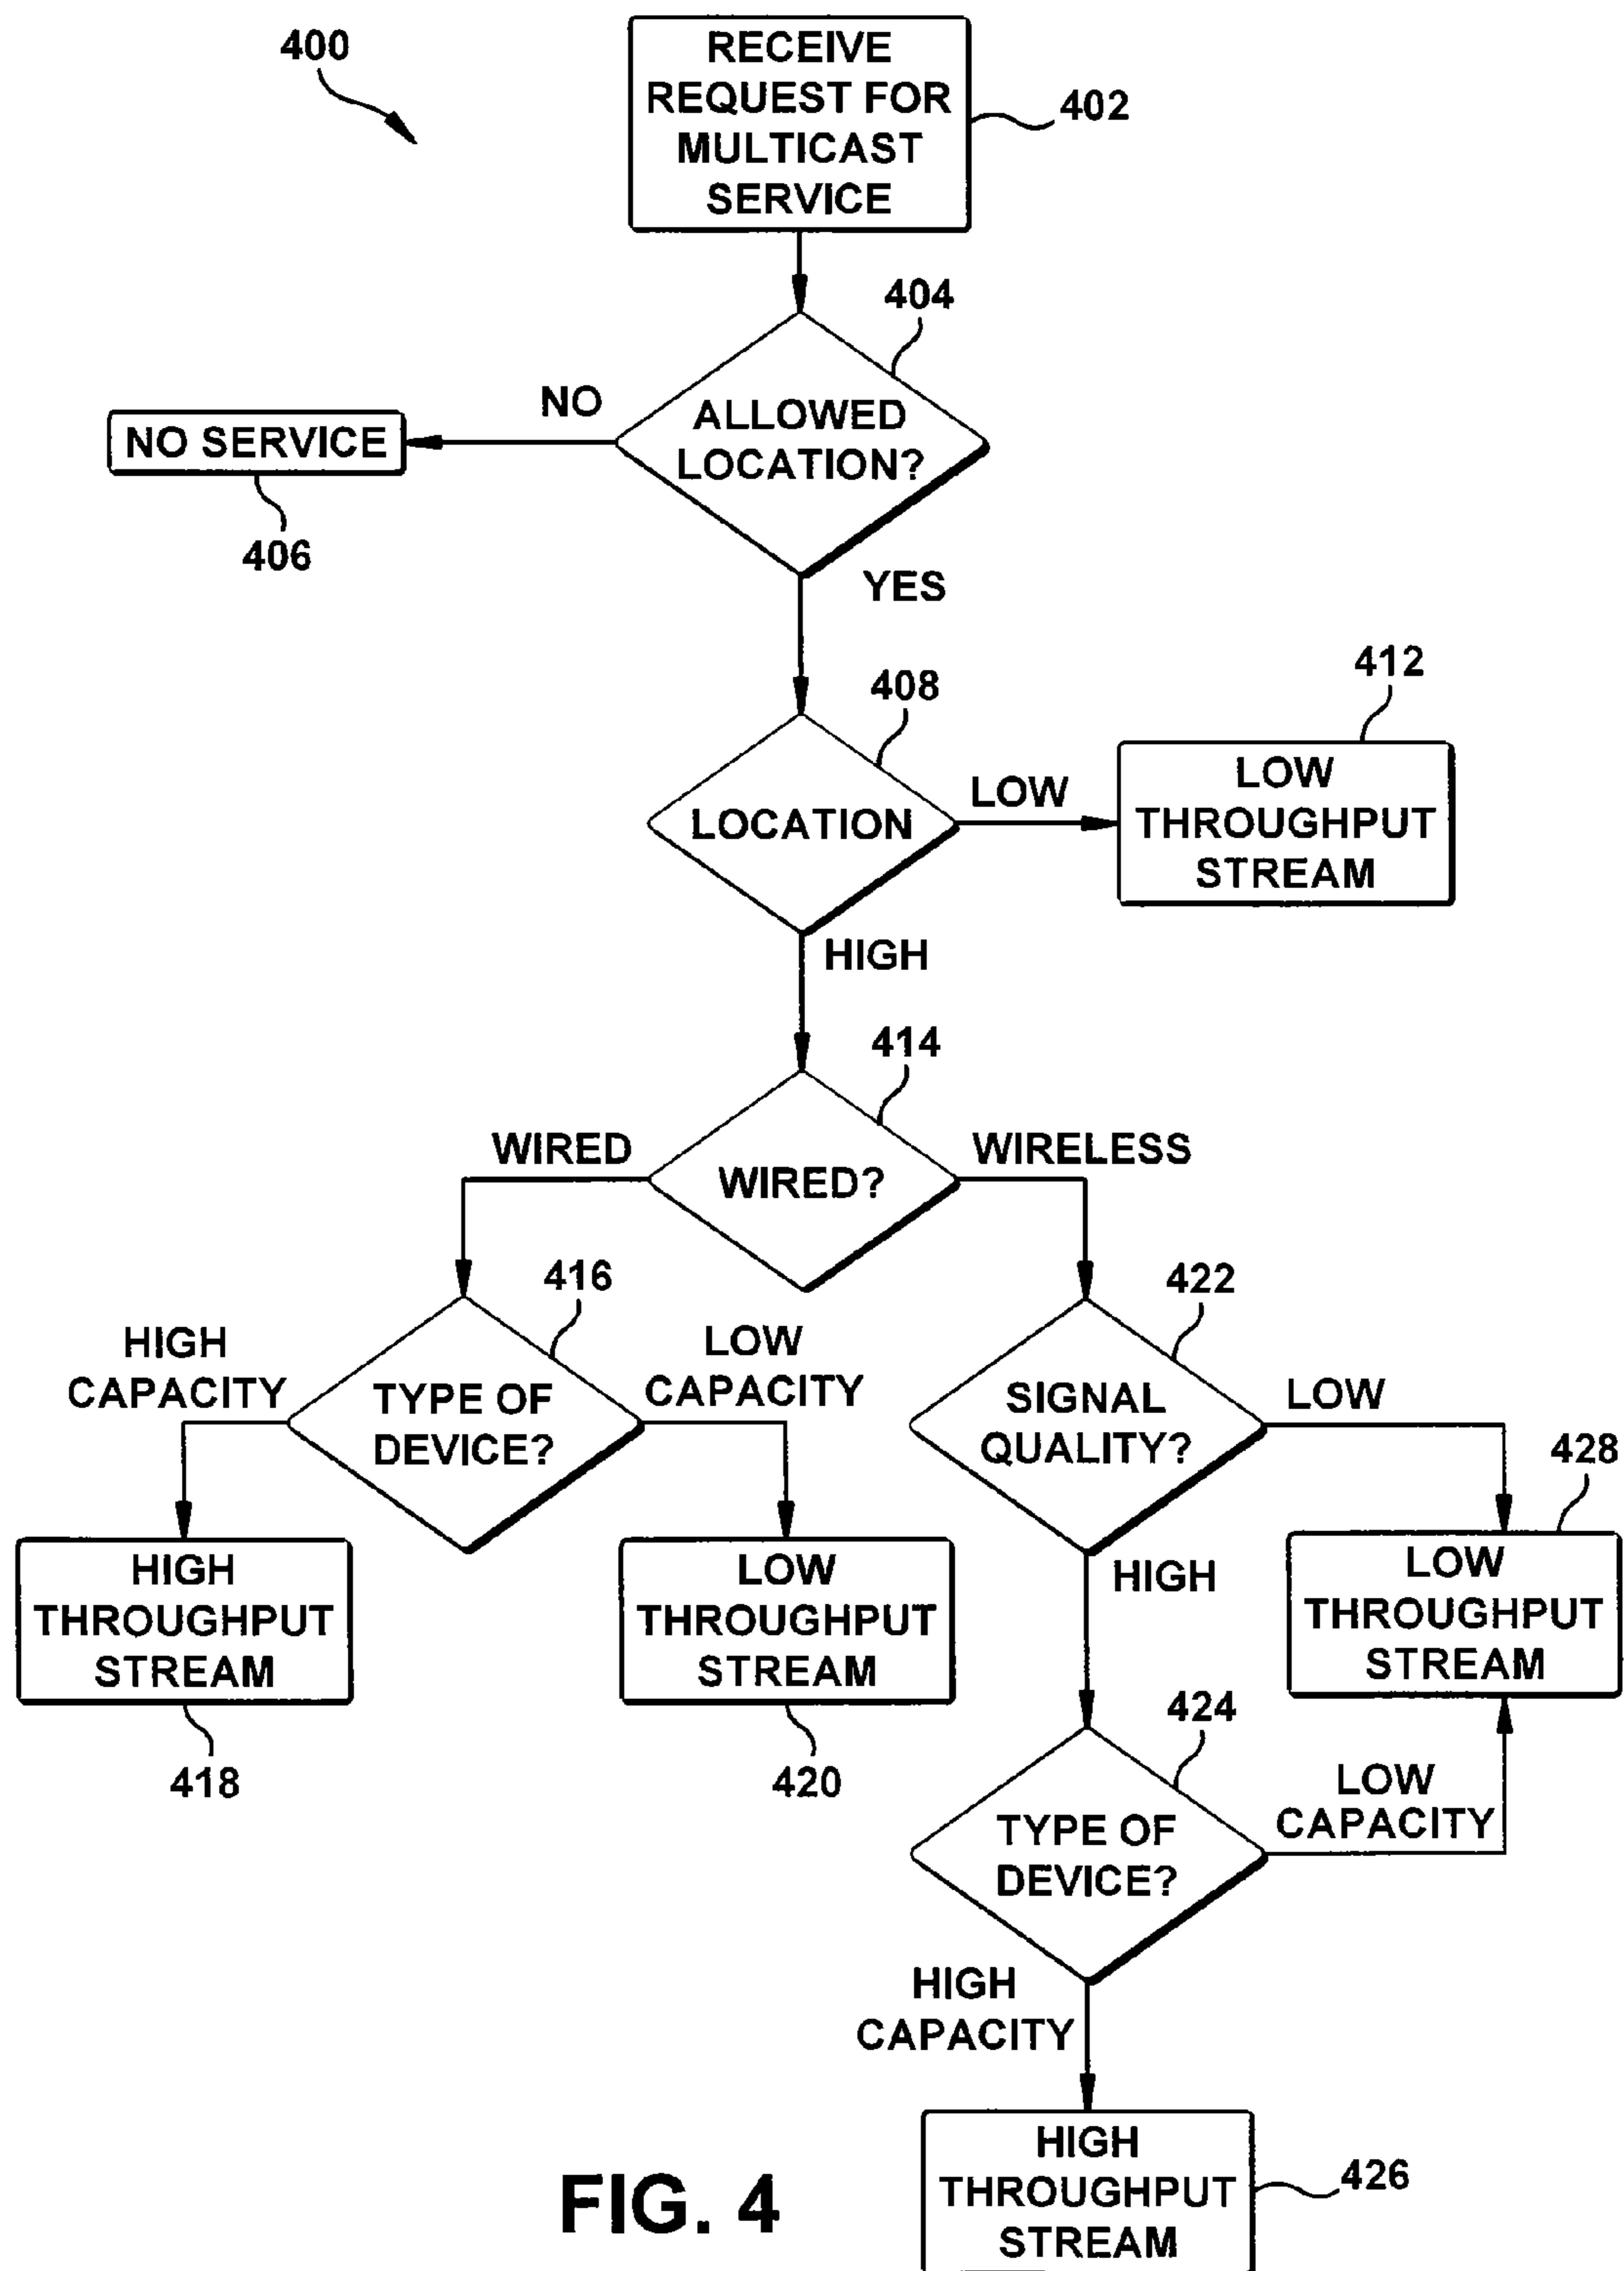 400
RECEIVE
REQUEST FOR
MULTICAST
SERVICE
402
404
ALLOWED
LOCATION?
NO
NO SERVICE
406
YES
408
LOCATION
LOW
412
LOW
THROUGHPUT
STREAM
HIGH
414
WIRED?
WIRED
WIRELESS
416
TYPE OF
DEVICE?
HIGH
CAPACITY
LOW
CAPACITY
HIGH
THROUGHPUT
STREAM
418
LOW
THROUGHPUT
STREAM
420
422
SIGNAL
QUALITY?
LOW
428
LOW
THROUGHPUT
STREAM
HIGH
424
TYPE OF
DEVICE?
LOW
CAPACITY
HIGH
CAPACITY
HIGH
THROUGHPUT
STREAM
426
FIG. 4